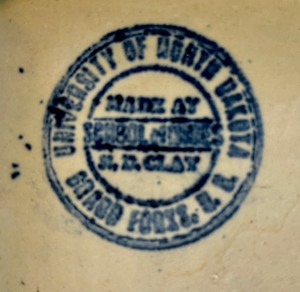 UNIVERSITY OF NORTH DAKOTA
MADE AT
SCHOOL OF MINES
N. D. CLAY
GRAND FORKS, N. D.